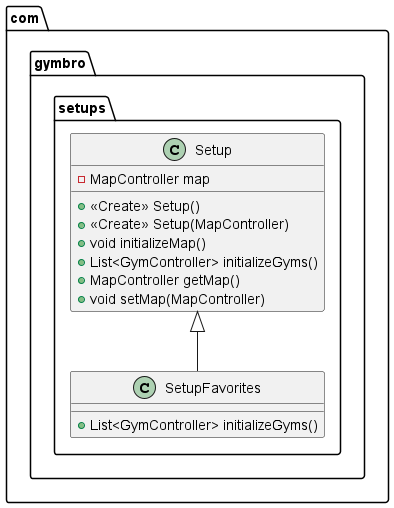 com
gymbro
setups
C Setup
MapController map
«Create» Setup()
«Create» Setup(MapController)
void initializeMap()
List<GymController> initializeGyms()
MapController getMap()
void setMap(MapController)
C SetupFavorites
List<GymController> initializeGyms()